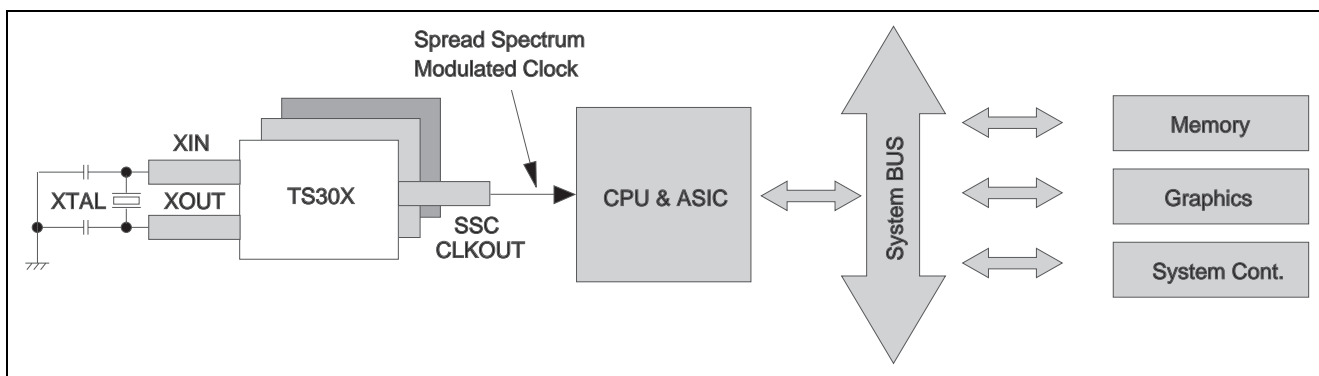 Spread Spectrum
Modulated Clock
XIN
XTAL
XOUT
TS30X
SSC
CLKOUT
CPU & ASIC
System BUS
Memory
Graphics
System Cont.